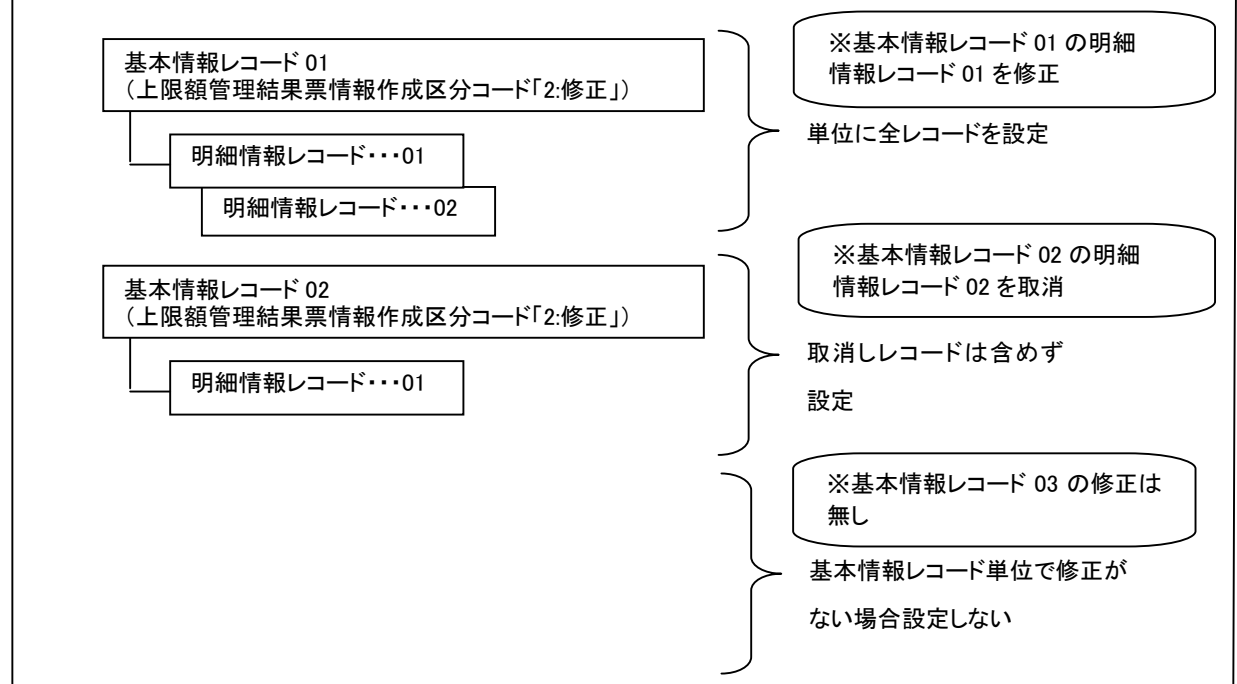 基本情報レコード 01
(上限額管理結果票情報作成区分コード「2:修正」)
明細情報レコード・・・01
明細情報レコード・・・02
※基本情報レコード 01 の明細
情報レコード 01 を修正
単位に全レコードを設定
基本情報レコード 02
(上限額管理結果票情報作成区分コード「2:修正」)
明細情報レコード・・・01
※基本情報レコード 02 の明細
情報レコード 02 を取消
取消しレコードは含めず
設定
※基本情報レコード 03 の修正は
無し
基本情報レコード単位で修正が
ない場合設定しない